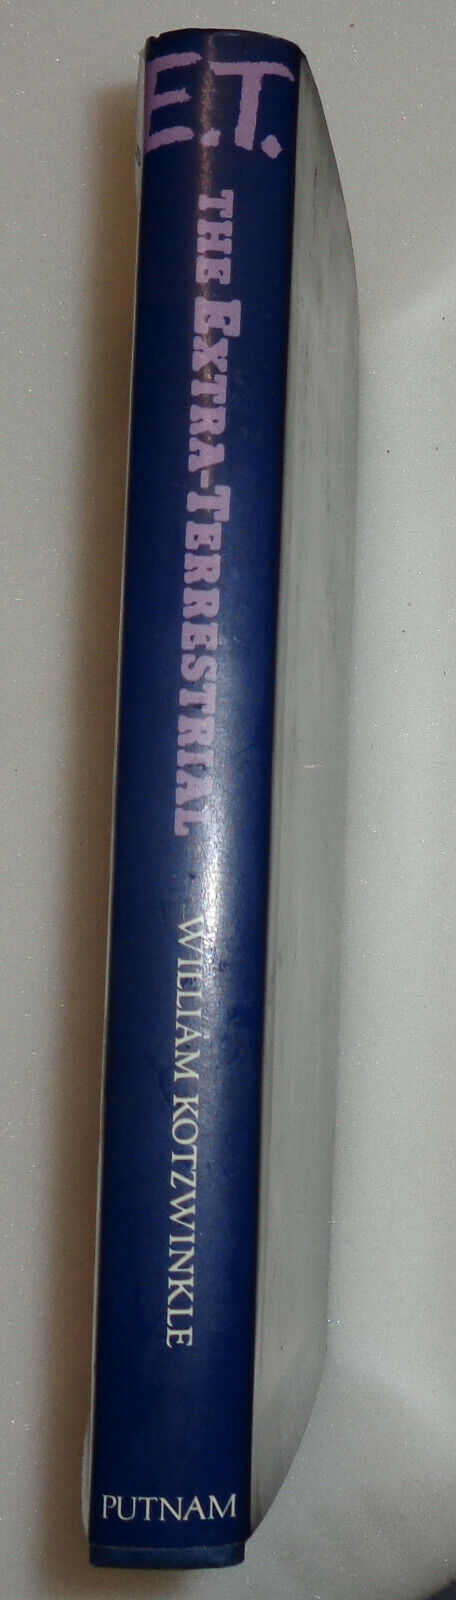 E.T.
THE EXTRA-TERRESTRIAL
WILLIAM KOTZWINKLE
PUTNAM